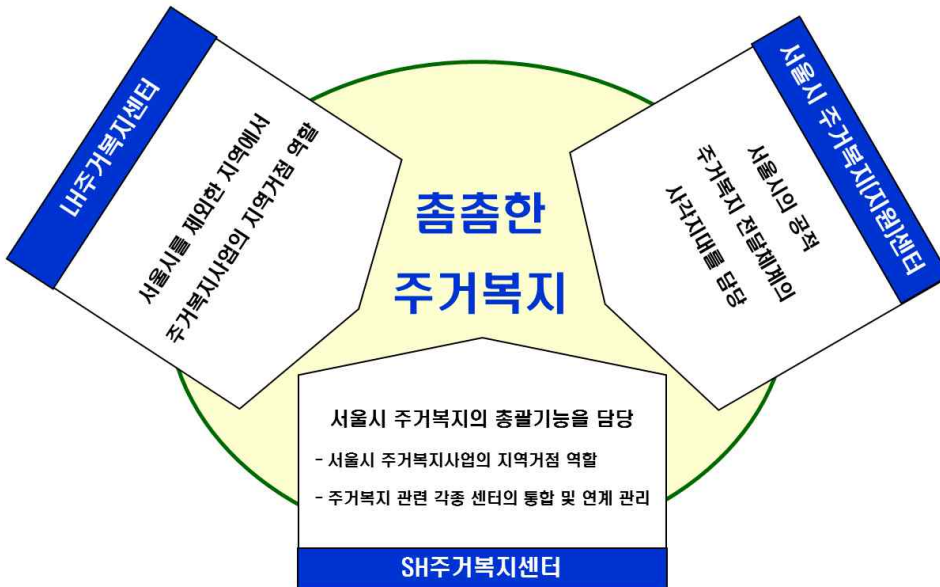 LH주거복지센터
서울시를 제외한 지역에서
주거복지사업의 지역거점 역할
서울시 주거복지(지원)센터
서울시의 공적
주거복지 전달체계의
사각지대를 담당
촘촘한
주거복지
서울시 주거복지의 총괄기능을 담당
- 서울시 주거복지사업의 지역거점 역할
- 주거복지 관련 각종 센터의 통합 및 연계 관리
SH주거복지센터